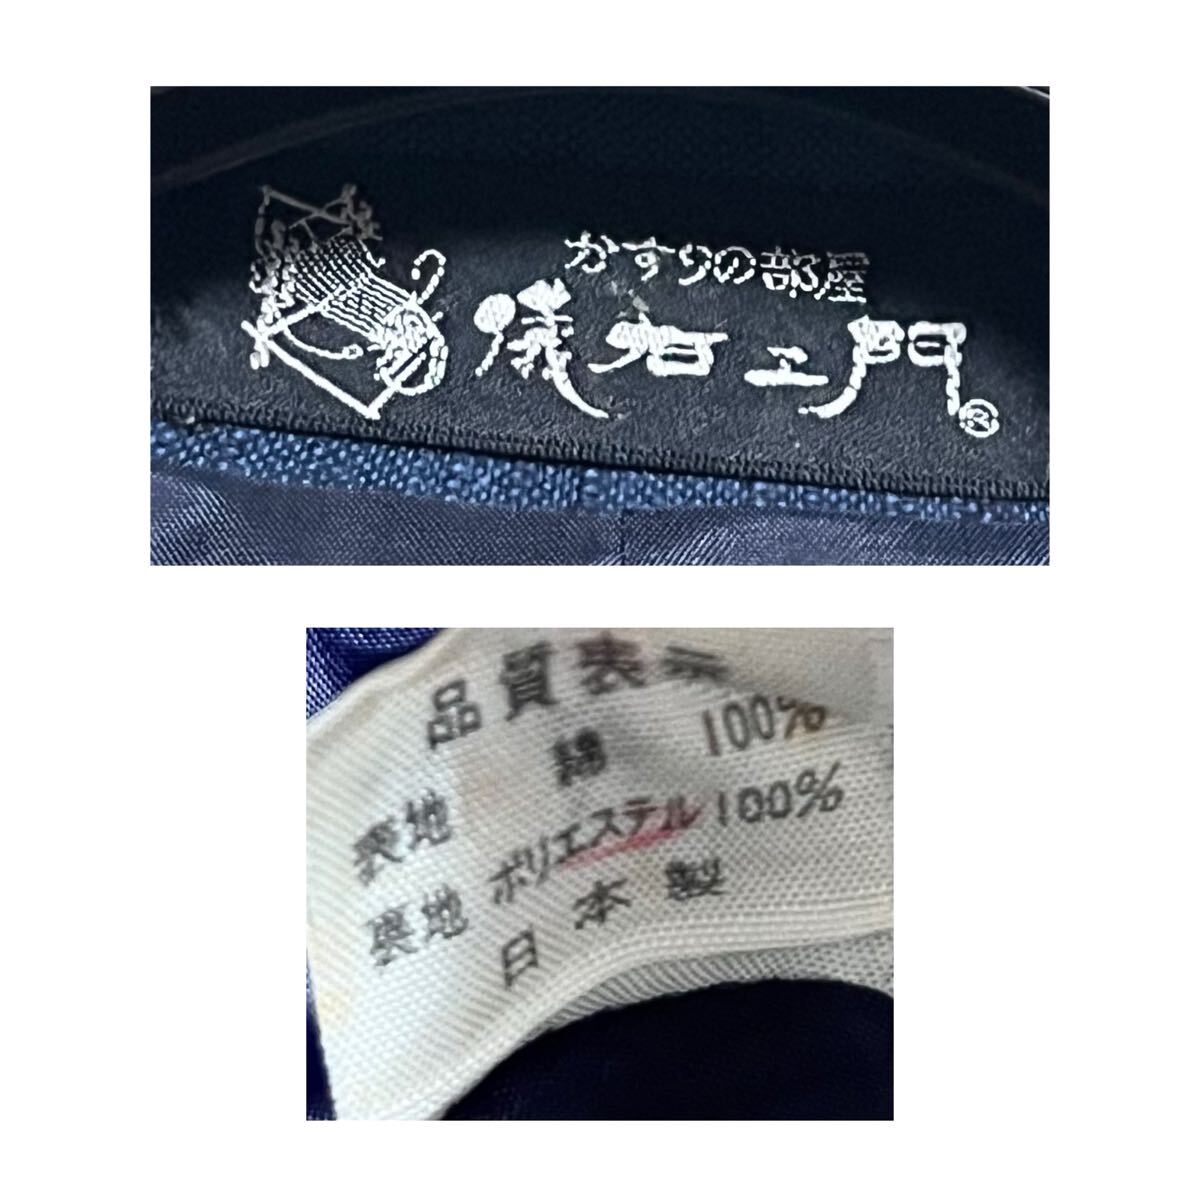 かすりの部屋
儀右ェ門®
品質表示
表地 綿 100%
裏地 ポリエステル 100%
日本製